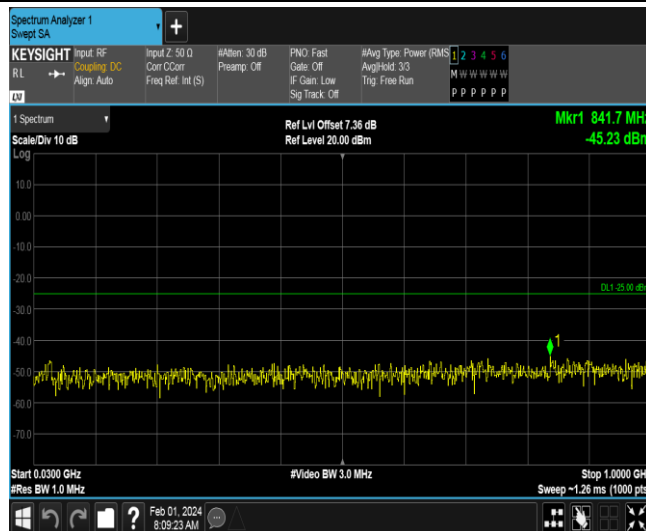 Spectrum Analyzer 1
Swept SA
+
KEYSIGHT
RL
LXI
Input: RF
Coupling: DC
Align: Auto
Input Z: 50 Ω
Corr CCorr
Freq Ref: Int (S)
#Atten: 30 dB
Preamp: Off
PNO: Fast
Gate: Off
IF Gain: Low
Sig Track: Off
#Avg Type: Power (RMS
Avg|Hold: 3/3
Trig: Free Run
1 2 3 4 5 6
M W W W W W
P P P P P P
1 Spectrum
Scale/Div 10 dB
Log
Ref Lvl Offset 7.36 dB
Ref Level 20.00 dBm
Mkr1 841.7 MHz
-45.23 dBm
10.0
0.00
-10.0
-20.0
DL1 -25.00 dBm
-30.0
-40.0
1
-50.0
-60.0
-70.0
Start 0.0300 GHz
#Video BW 3.0 MHz
Stop 1.0000 GH
#Res BW 1.0 MHz
Sweep ~1.26 ms (1000 pts
?
Feb 01, 2024
8:09:23 AM